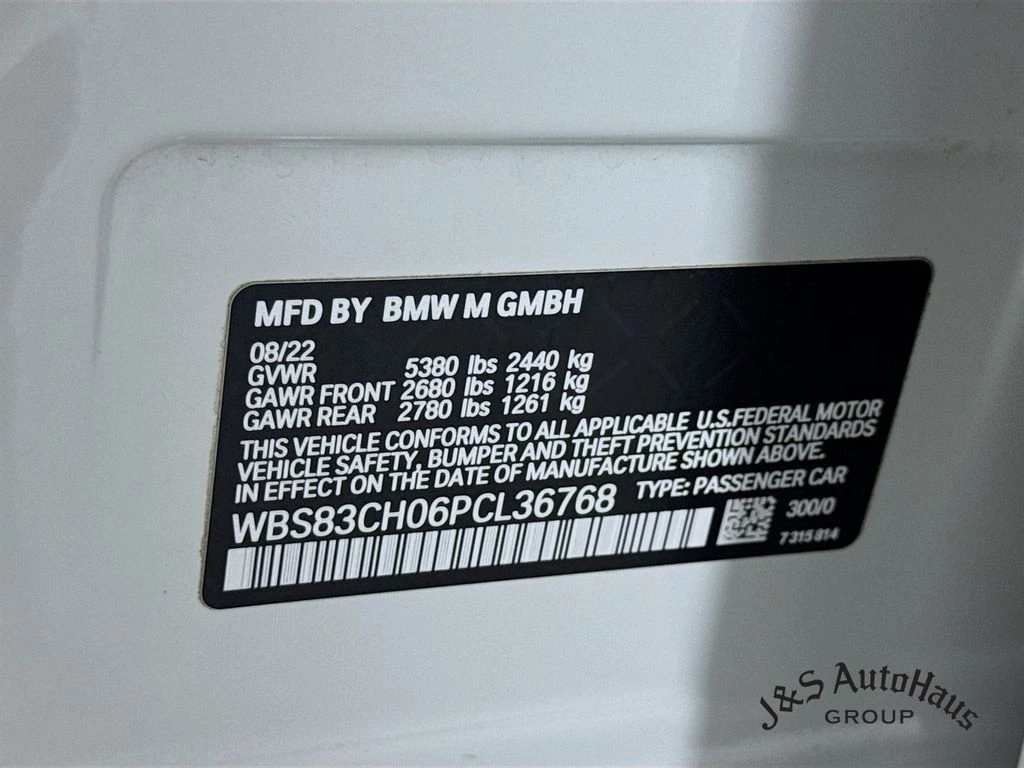 MFD BY BMW M GMBH
08/22
GVWR 5380 lbs 2440 kg
GAWR FRONT 2680 lbs 1216 kg
GAWR REAR 2780 lbs 1261 kg
THIS VEHICLE CONFORMS TO ALL APPLICABLE U.S.FEDERAL MOTOR
VEHICLE SAFETY, BUMPER AND THEFT PREVENTION STANDARDS
IN EFFECT ON THE DATE OF MANUFACTURE SHOWN ABOVE.
WBS83CH06PCL36768 TYPE: PASSENGER CAR
300/0
7 315 814
J&S AutoHaus
GROUP